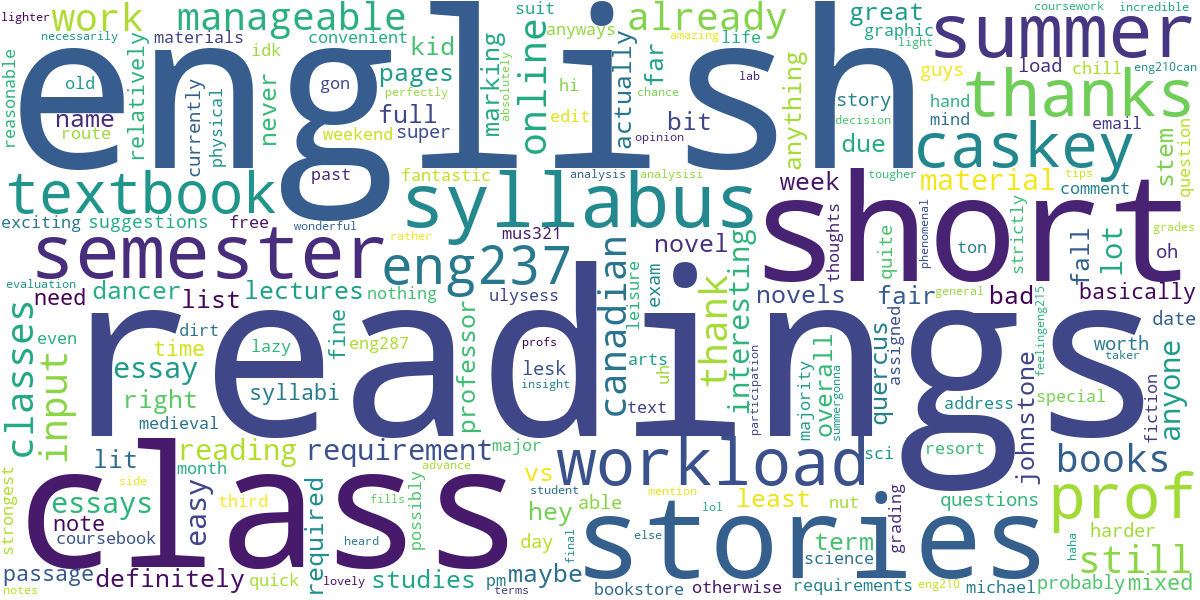 lighter
work
manageable
suit
already
great
coursework
incredible
necessarily
materials
convenient
anyways
amazing
life
graphic
light
summer
reasonable
english
idk
kid
far
lab
guys
load
chill
eng210can
old
currently
gon
pages
perfectly
marking
absolutely
online
hi
actually
chance
anything
story
hand
thanks
name
relatively
physical
never
full
edit
bit
decision
mind
email
route
weekend
super
opinion
due
caskey
stem
question
past
fantastic
analysis
analysisi
tougher
week
material
tips
comment
textbook
syllabus
short
exciting
suggestions
free
wonderful
rather
mus321
novel
thoughts
quite
phenomenal
ton
strictly
fall
lot
grades
oh
semester
eng237
canadian
leisure
exam
interesting
evaluation
need
dancer
list
lectures
nothing
ulysess
thank
novels
fair
general
bad
basically
classes
even
dirt
readings
time
lazy
fine
eng287
professor
profs
arts
uh
quercus
assigned
feelingeng215
worth
date
taker
input
essay
syllabi
lesk
insight
text
participation
majority
summergonna
overall
address
johnstone
special
fiction
anyone
right
medieval
reading
requirement
major
workload
sci
resort
books
strongest
lit
month
side
third
required
advance
possibly
vs
student
able
mention
least
nut
grading
questions
prof
essays
note
coursebook
easy
class
fills
heard
hey
day
final
else
lol
stories
term
science
harder
haha
still
passage
notes
definitely
quick
lovely
studies
pm
terms
maybe
bookstore
otherwise
requirements
eng210
michael
probably
mixed